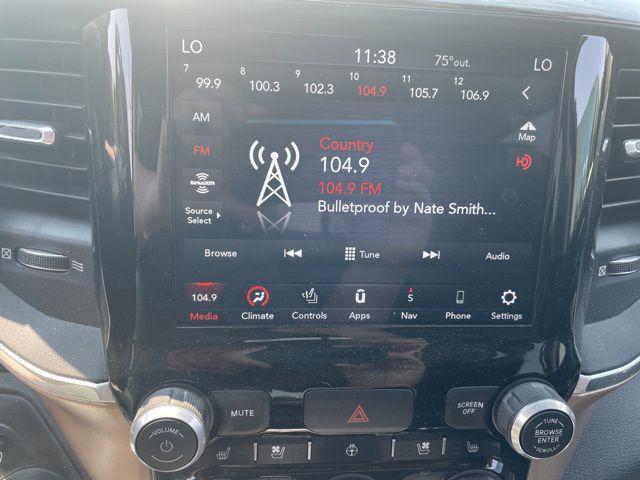 LO 11:38 75°out. LO
7 8 9 10 11 12
99.9 100.3 102.3 104.9 105.7 106.9
AM
Map
Country
FM
104.9
HD
SiriusXM
104.9 FM
Bulletproof by Nate Smith...
Source
Select
Browse Tune Audio
104.9 S
Media Climate Controls Apps Nav Phone Settings
MUTE
SCREEN
OFF
VOLUME
TUNE
BROWSE
ENTER
SCROLL